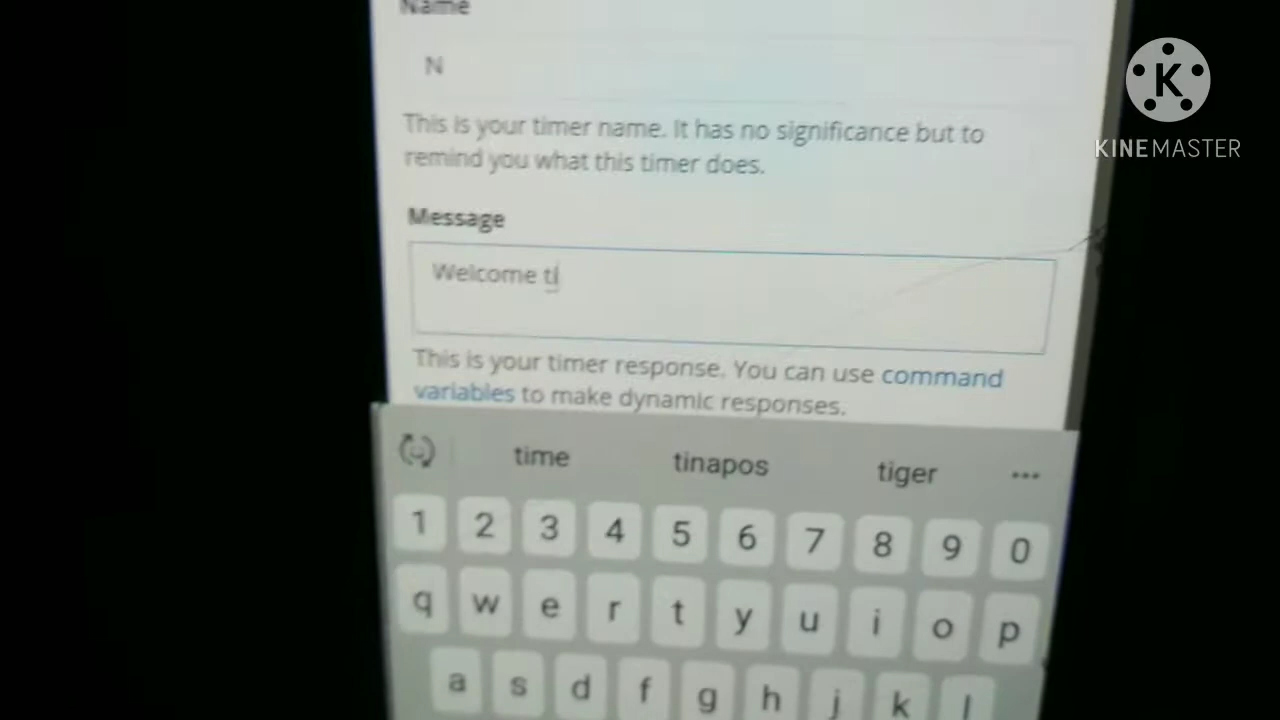 Name
N
This is your timer name. It has no significance but to
remind you what this timer does.
Message
Welcome ti
This is your timer response. You can use command
variables to make dynamic responses.
time tinapos tiger
1 2 3 4 5 6 7 8 9 0
q w e r t y u i o p
a s d f g h j k l
K
KINEMASTER